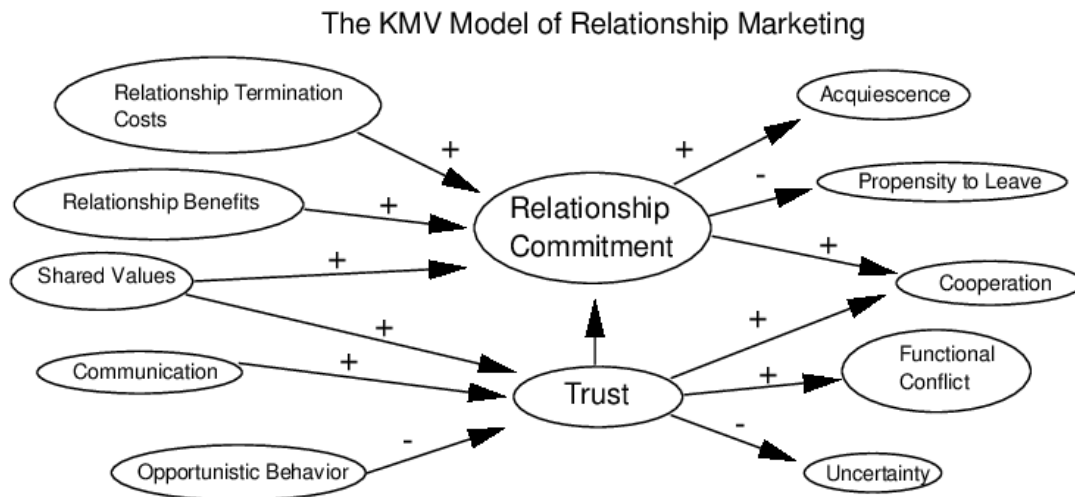 The KMV Model of Relationship Marketing
Relationship Termination
Costs
Acquiescence
+
+
-
Propensity to Leave
Relationship Benefits
+
Relationship
Commitment
+
Shared Values
+
Cooperation
+
+
Communication
+
Functional
Conflict
+
Trust
-
-
Opportunistic Behavior
Uncertainty